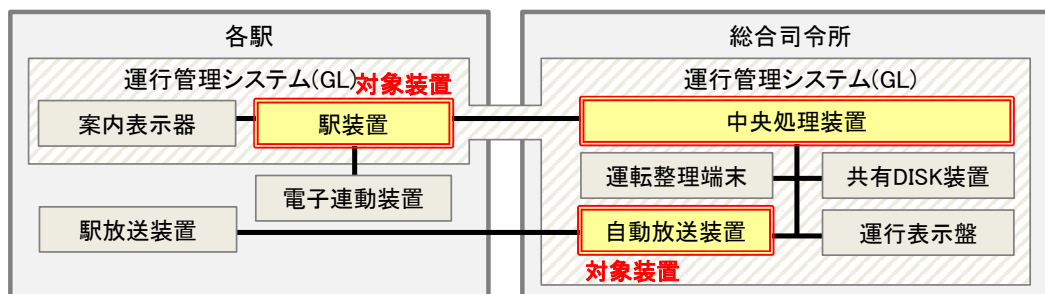 各駅
運行管理システム(GL)
対象装置
案内表示器
駅装置
電子連動装置
駅放送装置
総合司令所
運行管理システム(GL)
中央処理装置
運転整理端末
共有DISK装置
自動放送装置
運行表示盤
対象装置